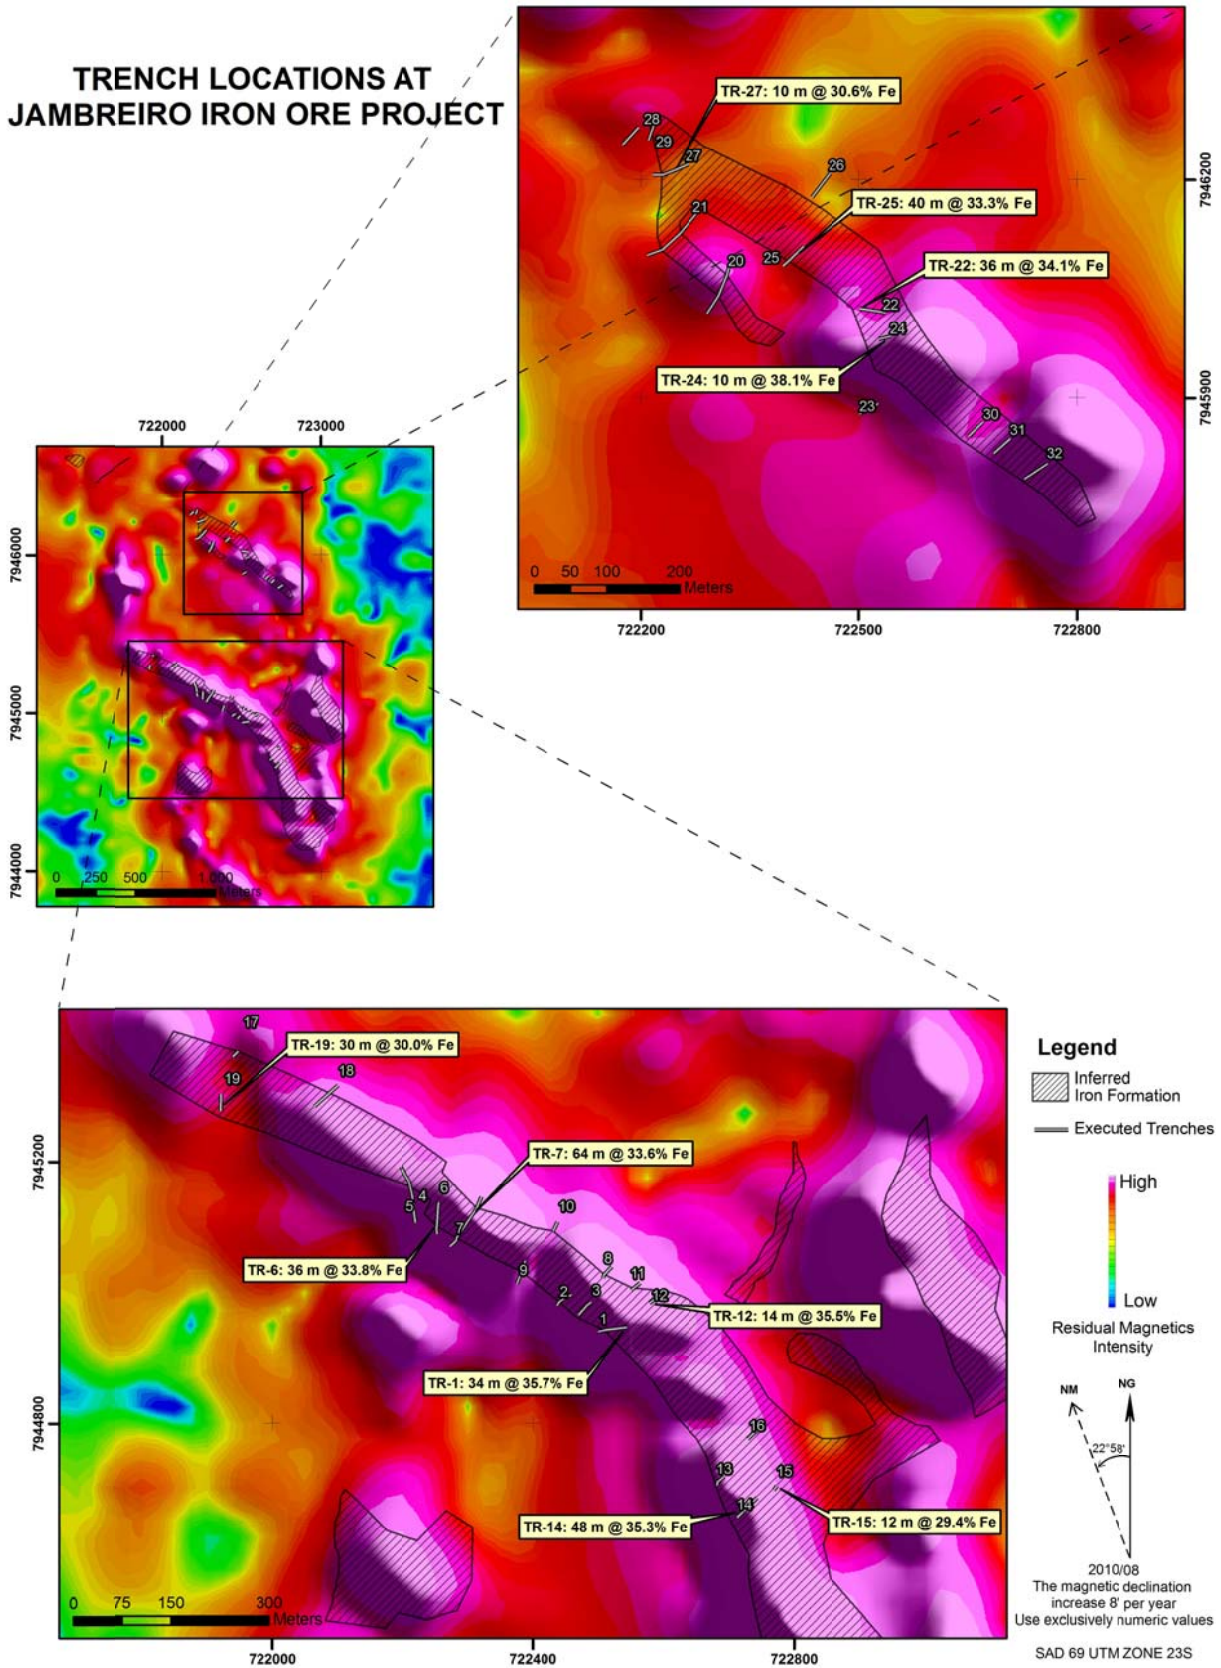 TRENCH LOCATIONS AT
JAMBREIRO IRON ORE PROJECT
TR-27: 10 m @ 30.6% Fe
28
29
27
26
7946200
TR-25: 40 m @ 33.3% Fe
21
20
25
TR-22: 36 m @ 34.1% Fe
22
24
TR-24: 10 m @ 38.1% Fe
23
7945900
30
31
32
0 50 100 200
Meters
722200 722500 722800
722000 723000
7946000
7945000
7944000
0 250 500 1.000
Meters
17
TR-19: 30 m @ 30.0% Fe
19
18
7945200
TR-7: 64 m @ 33.6% Fe
6
4
5
7
10
TR-6: 36 m @ 33.8% Fe
9
8
11
2
3
12
1
TR-12: 14 m @ 35.5% Fe
TR-1: 34 m @ 35.7% Fe
7944800
16
13
15
14
TR-14: 48 m @ 35.3% Fe
TR-15: 12 m @ 29.4% Fe
0 75 150 300
Meters
722000 722400 722800
Legend
Inferred
Iron Formation
Executed Trenches
High
Low
Residual Magnetics
Intensity
NM NG
22°58'
2010/08
The magnetic declination
increase 8' per year
Use exclusively numeric values
SAD 69 UTM ZONE 23S